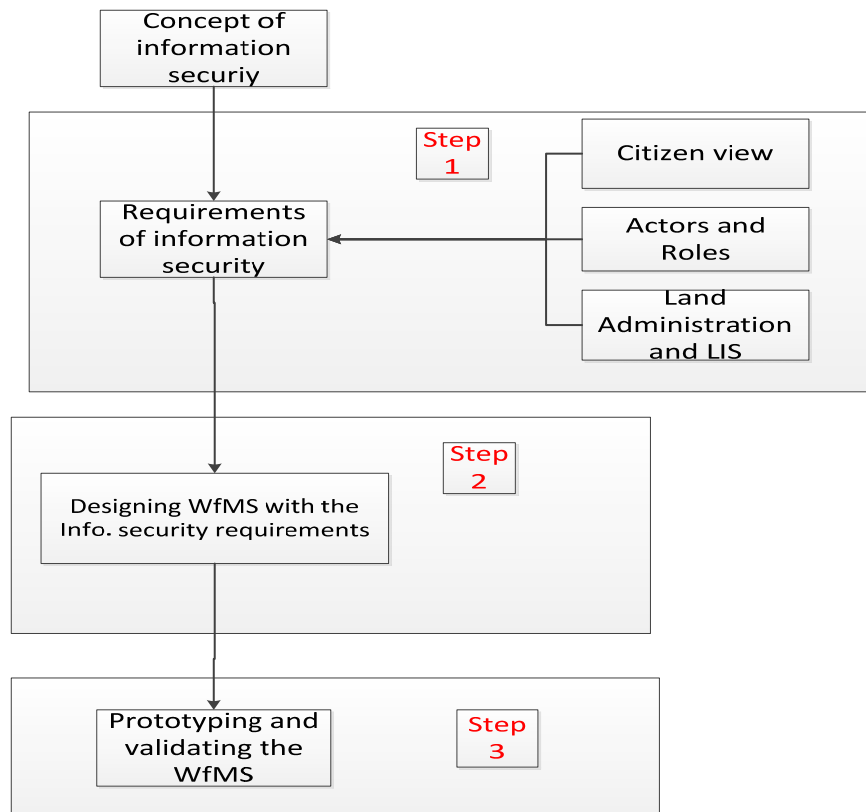 Concept of
information
securiy
Step
1
Citizen view
Requirements
of information
security
Actors and
Roles
Land
Administration
and LIS
Step
2
Designing WfMS with the
Info. security requirements
Prototyping and
validating the
WfMS
Step
3